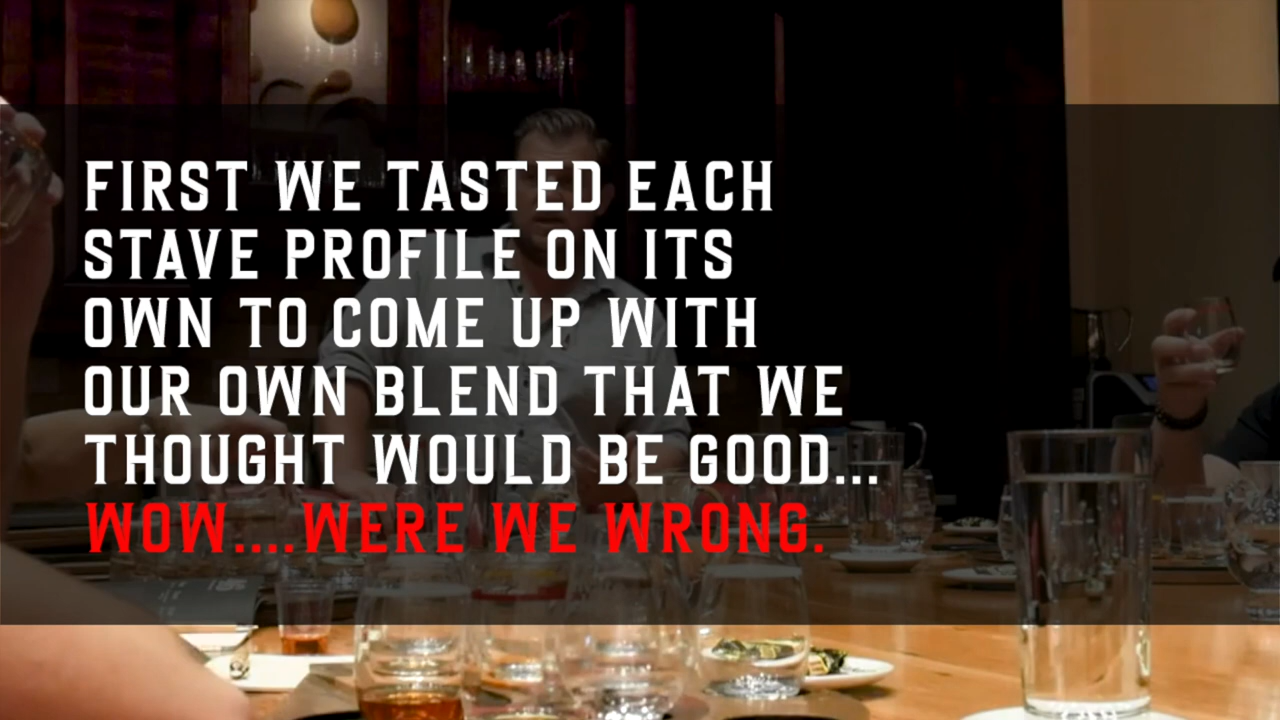 FIRST WE TASTED EACH
STAVE PROFILE ON ITS
OWN TO COME UP WITH
OUR OWN BLEND THAT WE
THOUGHT WOULD BE GOOD...
WOW....WERE WE WRONG.